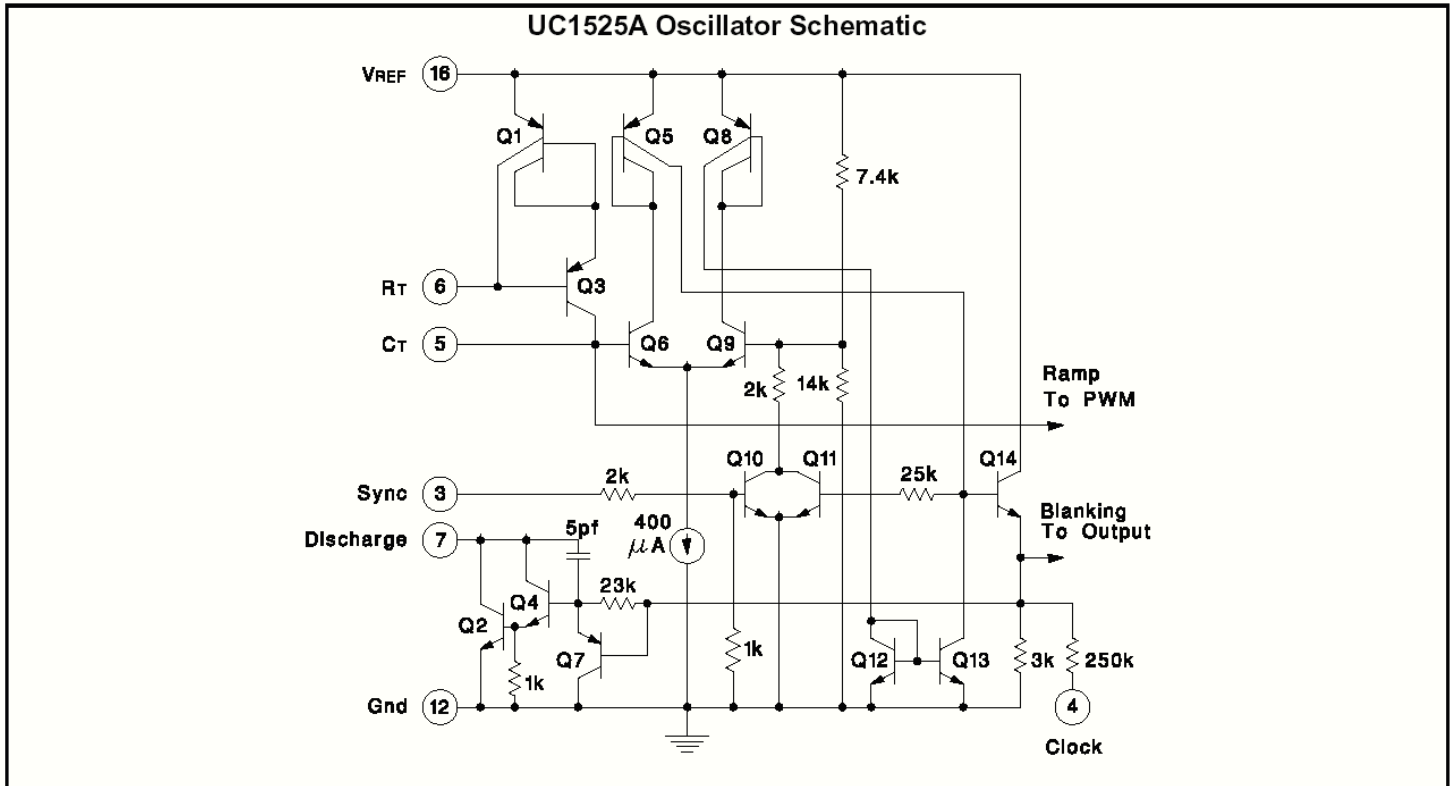 UC1525A Oscillator Schematic
VREF 16
Q1
Q5
Q8
7.4k
RT 6
Q3
CT 5
Q6
Q9
2k
14k
Ramp
To PWM
Q10
Q11
25k
Q14
Sync 3
2k
Blanking
To Output
Discharge 7
5pf
400
μA
23k
Q4
Q2
Q7
1k
1k
Q12
Q13
3k
250k
Gnd 12
4
Clock